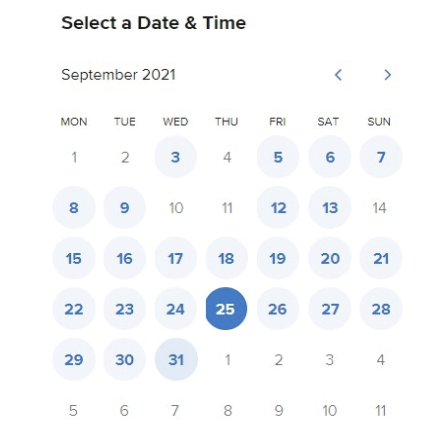 Select a Date & Time
September 2021
MON TUE WED THU FRI SAT SUN
1 2 3 4 5 6 7
8 9 10 11 12 13 14
15 16 17 18 19 20 21
22 23 24 25 26 27 28
29 30 31 1 2 3 4
5 6 7 8 9 10 11